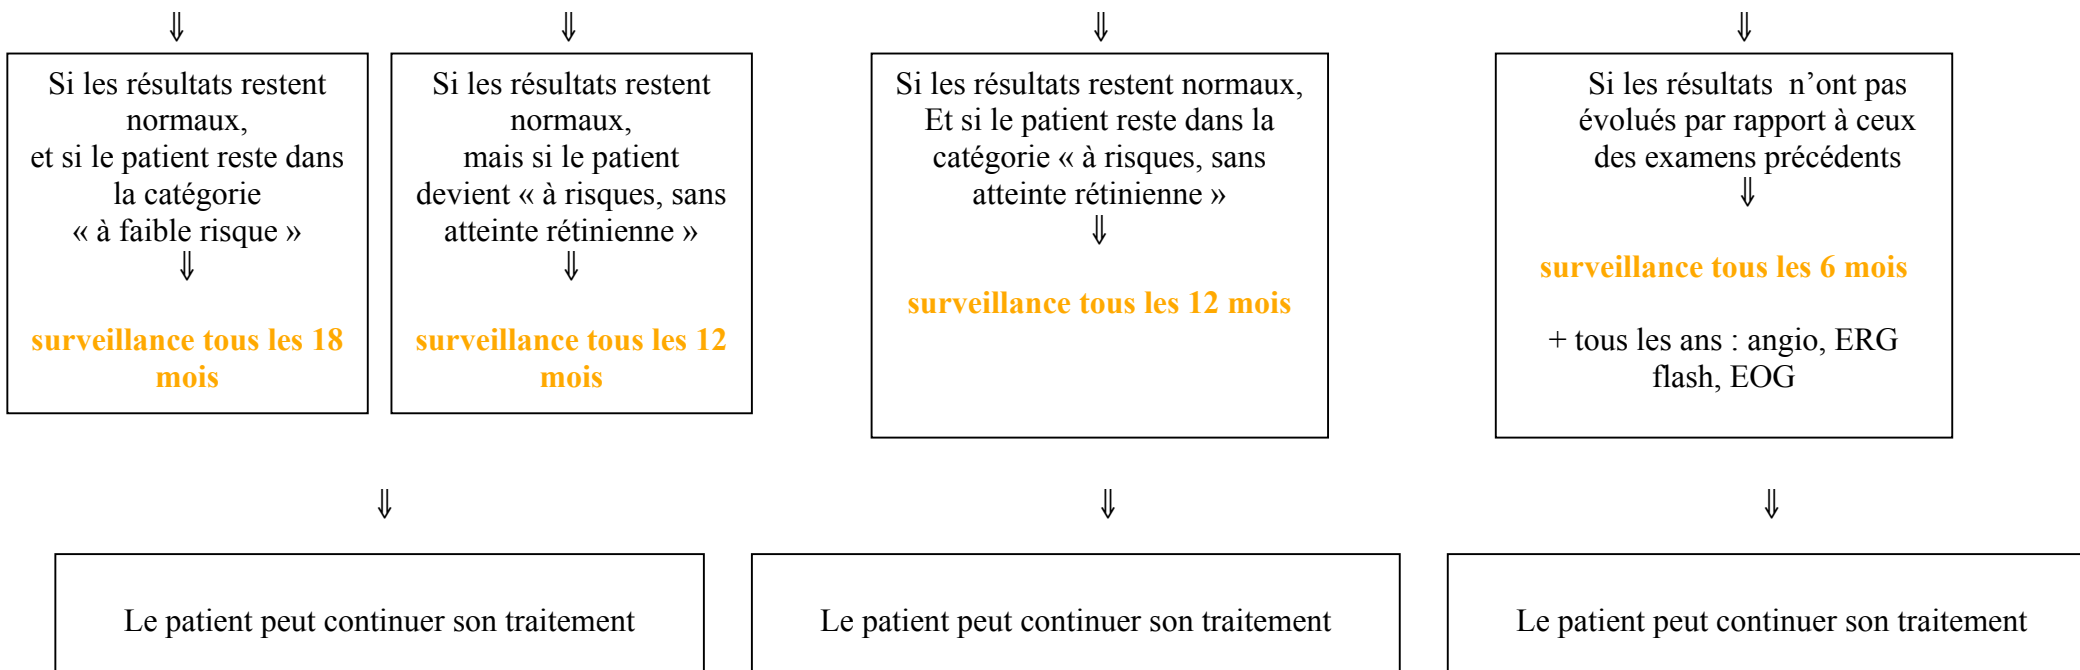 ⇓
⇓
⇓
⇓
Si les résultats restent
normaux,
et si le patient reste dans
la catégorie
« à faible risque »
⇓
surveillance tous les 18
mois
Si les résultats restent
normaux,
mais si le patient
devient « à risques, sans
atteinte rétinienne »
⇓
surveillance tous les 12
mois
Si les résultats restent normaux,
Et si le patient reste dans la
catégorie « à risques, sans
atteinte rétinienne »
⇓
surveillance tous les 12 mois
Si les résultats n’ont pas
évolués par rapport à ceux
des examens précédents
⇓
surveillance tous les 6 mois
+ tous les ans : angio, ERG
flash, EOG
⇓
⇓
⇓
Le patient peut continuer son traitement
Le patient peut continuer son traitement
Le patient peut continuer son traitement